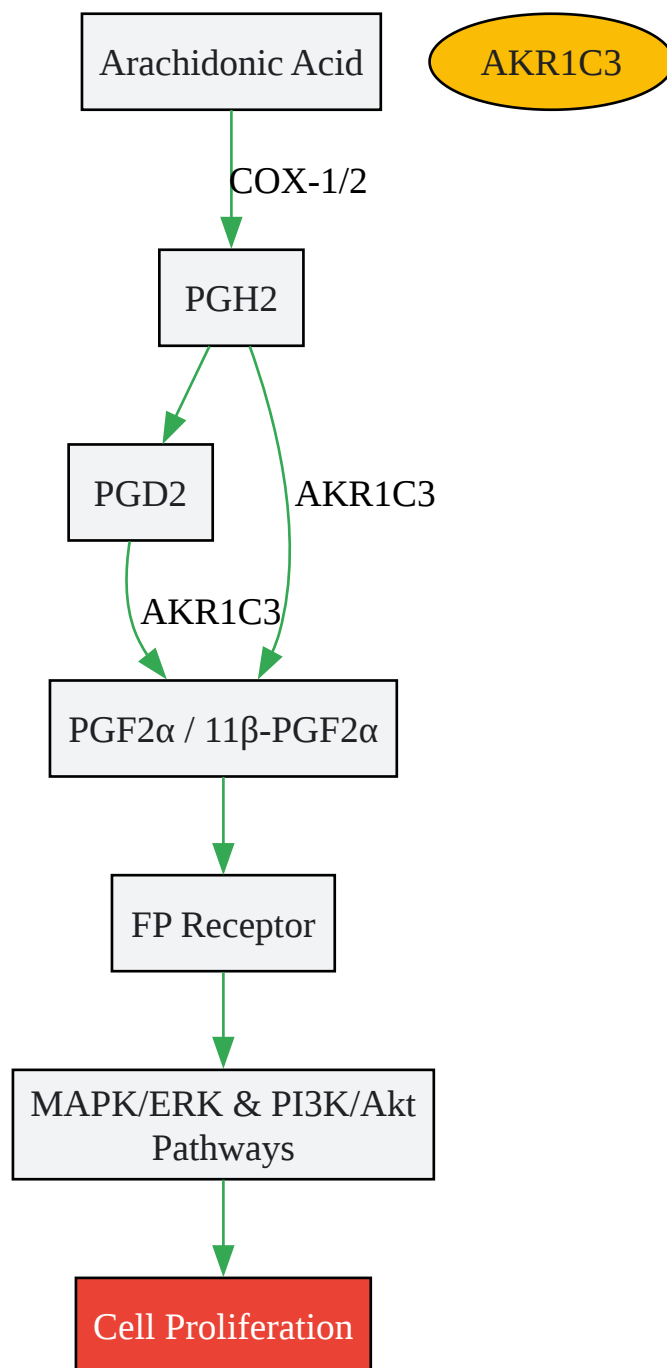 Arachidonic Acid
AKR1C3
COX-1/2
PGH2
PGD2
AKR1C3
AKR1C3
PGF2α / 11β-PGF2α
FP Receptor
MAPK/ERK & PI3K/Akt
Pathways
Cell Proliferation